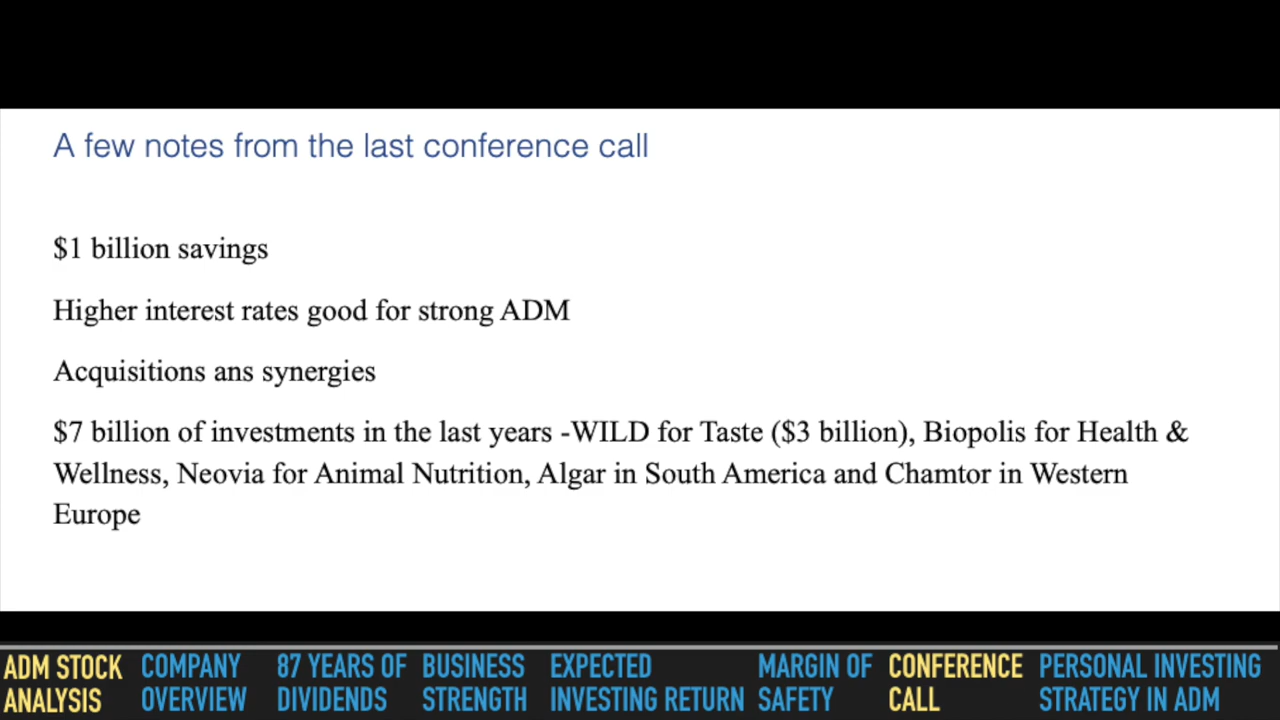 A few notes from the last conference call
$1 billion savings
Higher interest rates good for strong ADM
Acquisitions ans synergies
$7 billion of investments in the last years -WILD for Taste ($3 billion), Biopolis for Health &
Wellness, Neovia for Animal Nutrition, Algar in South America and Chamtor in Western
Europe
ADM STOCK ANALYSIS
COMPANY OVERVIEW
87 YEARS OF DIVIDENDS
BUSINESS STRENGTH
EXPECTED INVESTING RETURN
MARGIN OF SAFETY
CONFERENCE CALL
PERSONAL INVESTING STRATEGY IN ADM